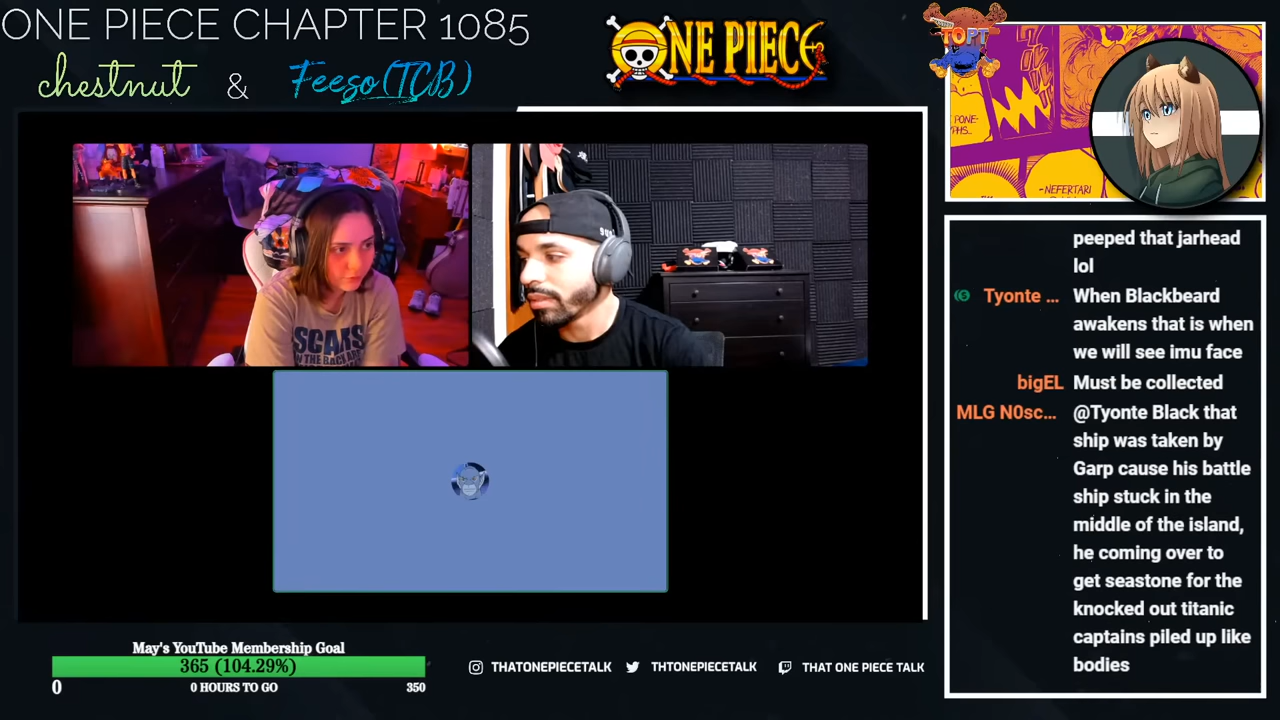 ONE PIECE CHAPTER 1085
chestnut & Feeso(TCB)
ONE PIECE
TOPT
PONE-
-NEFERTARI
SCARS
peeped that jarhead
lol
Tyonte ... When Blackbeard
awakens that is when
we will see imu face
bigEL Must be collected
MLG N0sc... @Tyonte Black that
ship was taken by
Garp cause his battle
ship stuck in the
middle of the island,
he coming over to
get seastone for the
knocked out titanic
captains piled up like
bodies
May's YouTube Membership Goal
365 (104.29%)
0 0 HOURS TO GO 350
THATONEPIECETALK THTONEPIECETALK THAT ONE PIECE TALK